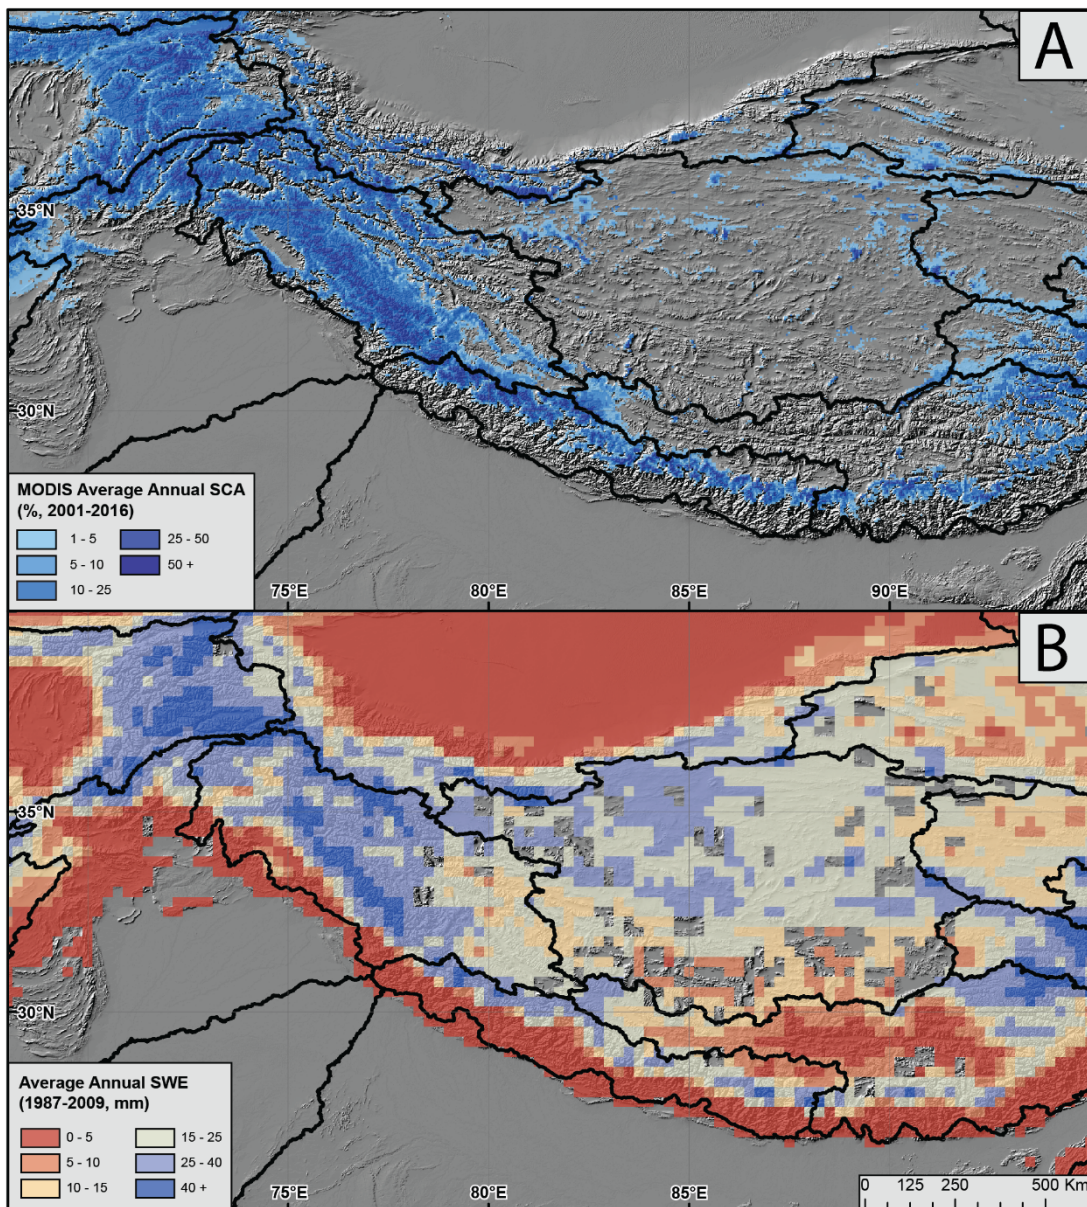 A
35°N
30°N
MODIS Average Annual SCA
(%, 2001-2016)
1 - 5
25 - 50
5 - 10
50 +
10 - 25
75°E
80°E
85°E
90°E
B
35°N
30°N
Average Annual SWE
(1987-2009, mm)
0 - 5
15 - 25
5 - 10
25 - 40
10 - 15
40 +
75°E
80°E
85°E
0 125 250 500 Km